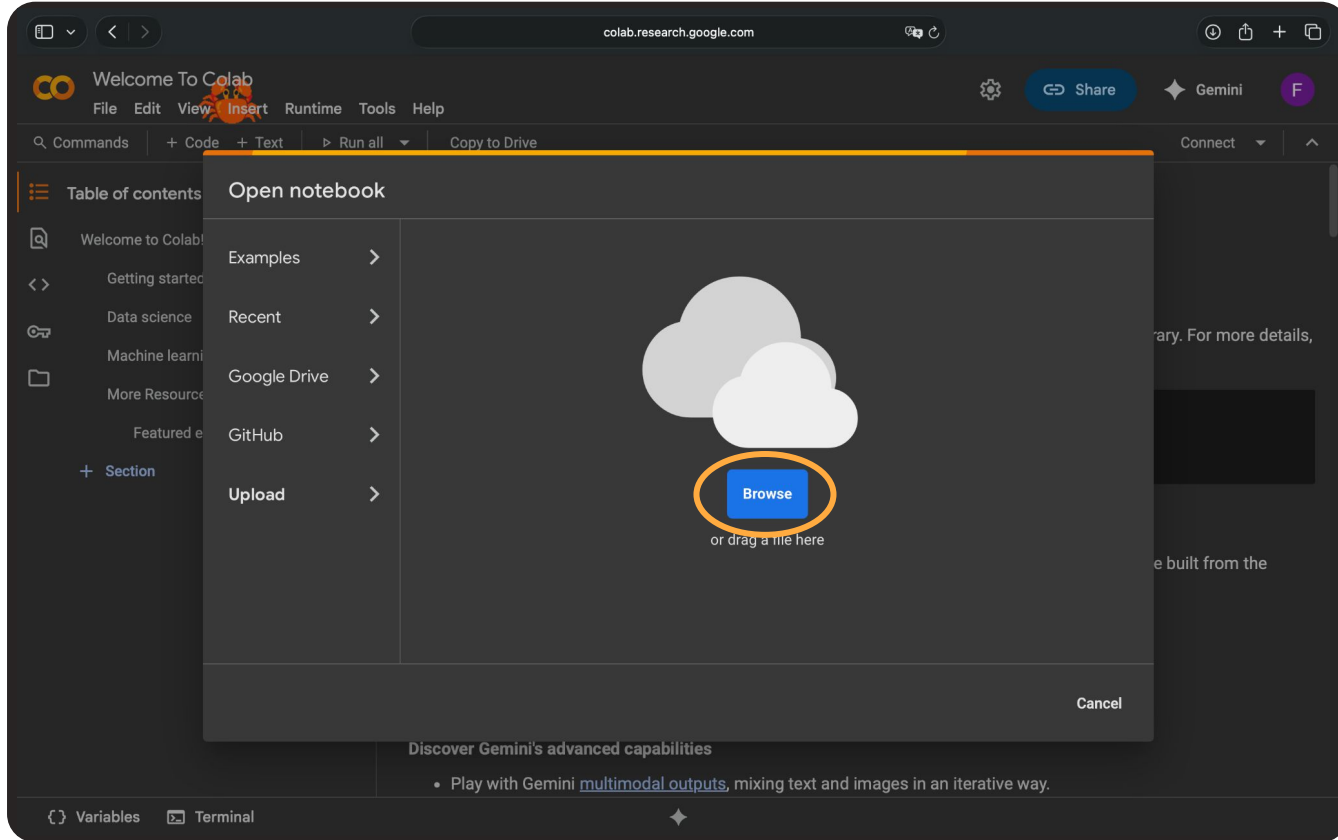 colab.research.google.com
CO
Welcome To Colab
File Edit View Insert Runtime Tools Help
Share
Gemini
F
Commands + Code + Text Run all Copy to Drive
Connect
Table of contents
Welcome to Colab!
Getting started
Data science
Machine learni
More Resource
Featured e
+ Section
Open notebook
Examples
Recent
Google Drive
GitHub
Upload
Browse
or drag a file here
Cancel
rary. For more details,
e built from the
Discover Gemini's advanced capabilities
• Play with Gemini multimodal outputs, mixing text and images in an iterative way.
Variables
Terminal